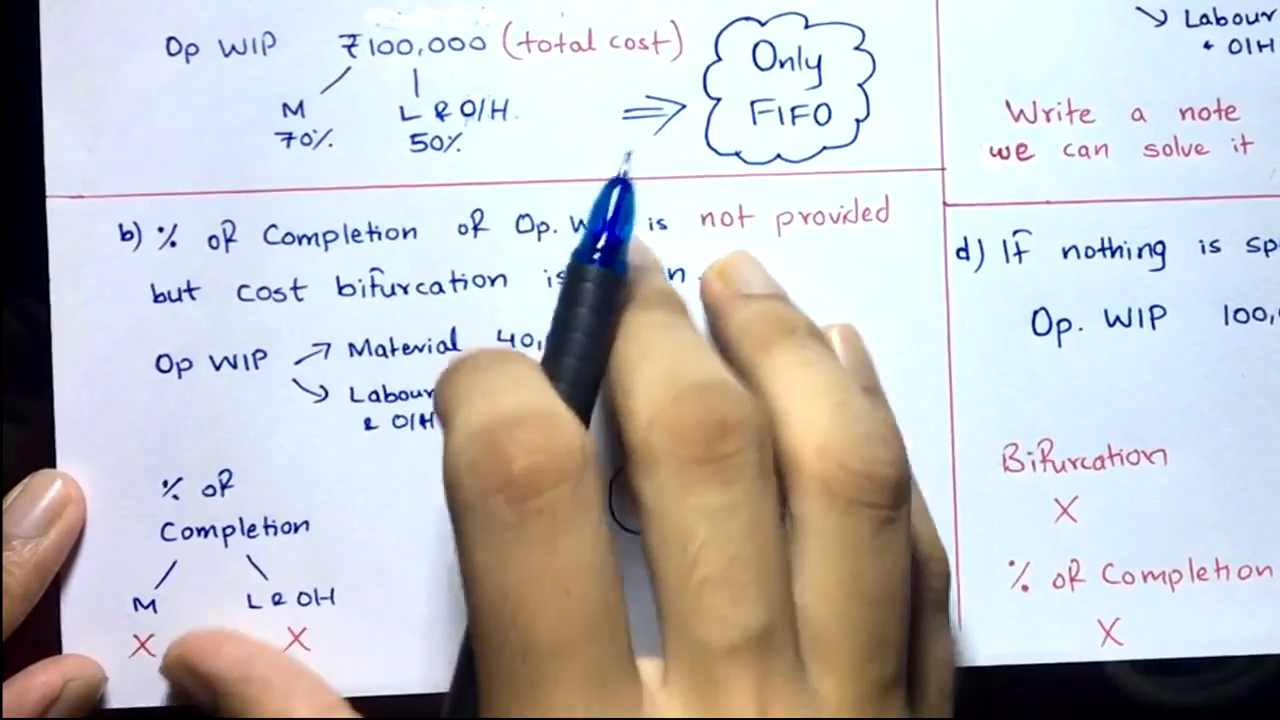 Op WIP ₹100,000 (total cost)
M L & O/H.
70% 50%
Only
FIFO
b) % of Completion of Op. is not provided
but cost bifurcation
Op WIP Material 40,
Labour
& O/H
% of
Completion
M L & OH
X X
Labour
+ O/H
Write a note
we can solve it
d) If nothing is
Op. WIP 100,
Bifurcation
X
% of Completion
X